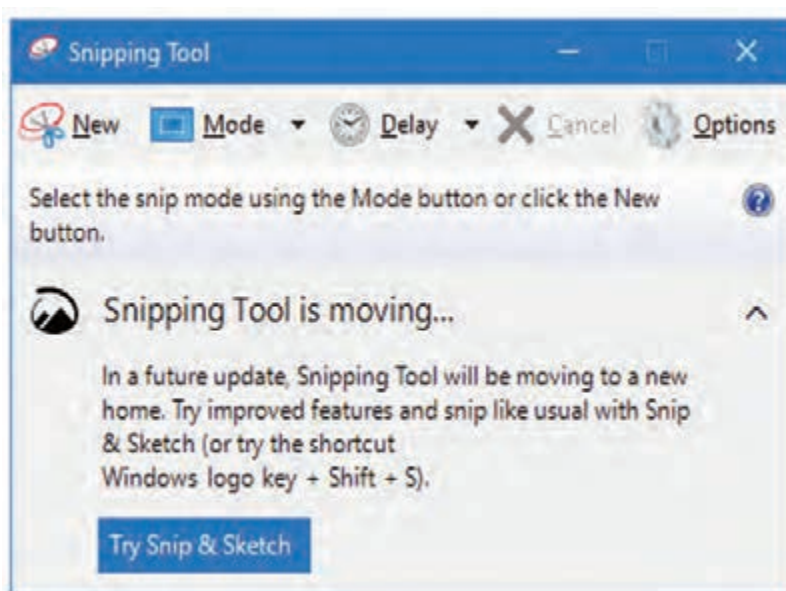 Snipping Tool
New Mode Delay Cancel Options
Select the snip mode using the Mode button or click the New
button.
Snipping Tool is moving...
In a future update, Snipping Tool will be moving to a new
home. Try improved features and snip like usual with Snip
& Sketch (or try the shortcut
Windows logo key + Shift + S).
Try Snip & Sketch